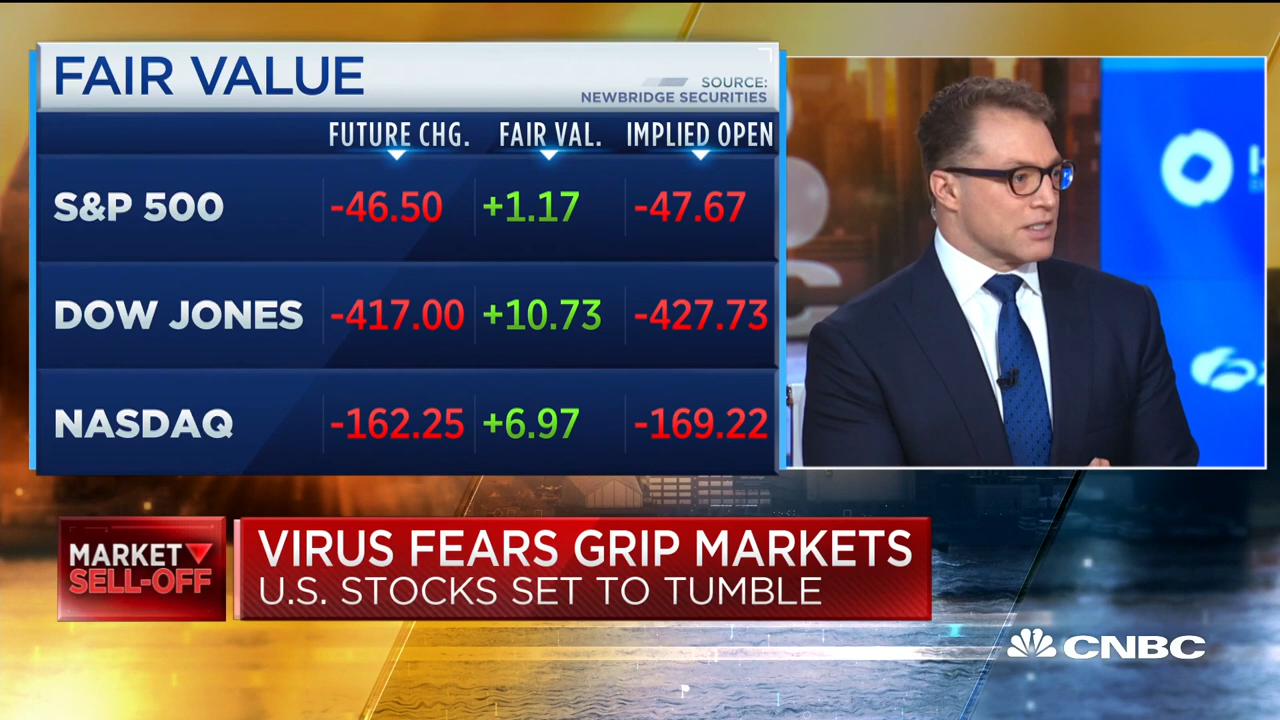 FAIR VALUE
SOURCE:
NEWBRIDGE SECURITIES
FUTURE CHG. FAIR VAL. IMPLIED OPEN
S&P 500 -46.50 +1.17 -47.67
DOW JONES -417.00 +10.73 -427.73
NASDAQ -162.25 +6.97 -169.22
MARKET
SELL-OFF
VIRUS FEARS GRIP MARKETS
U.S. STOCKS SET TO TUMBLE
CNBC